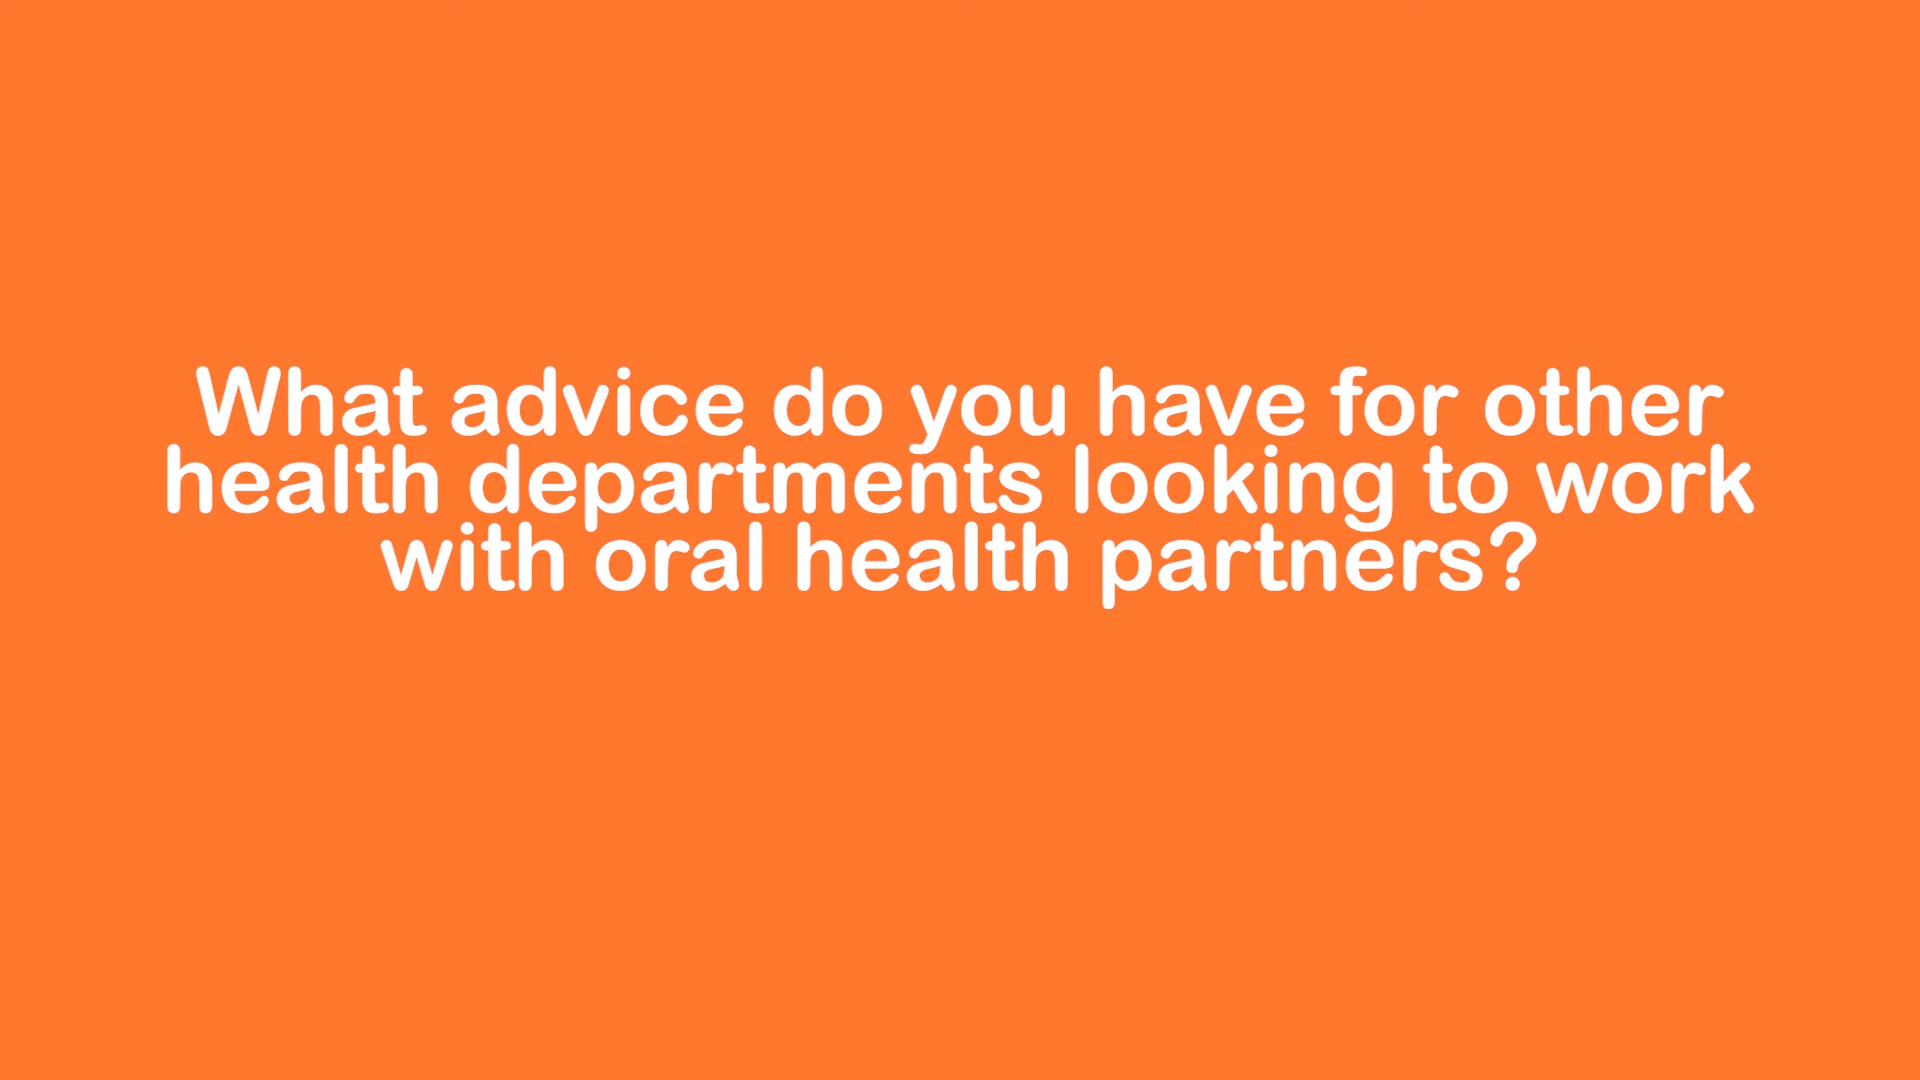 What advice do you have for other
health departments looking to work
with oral health partners?